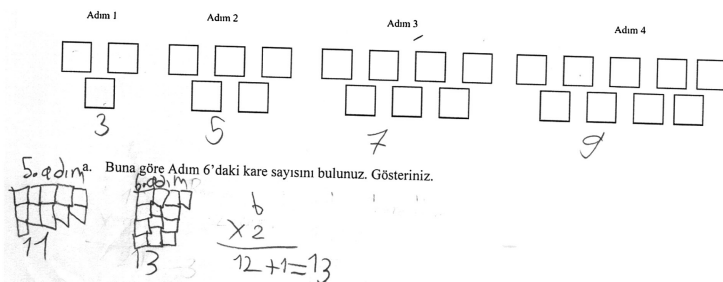 Adım 1 Adım 2 Adım 3 Adım 4
3 5 7 9
a. Buna göre Adım 6'daki kare sayısını bulunuz. Gösteriniz.
5. adım 6. adım
11 13
6
x 2
12 + 1 = 13